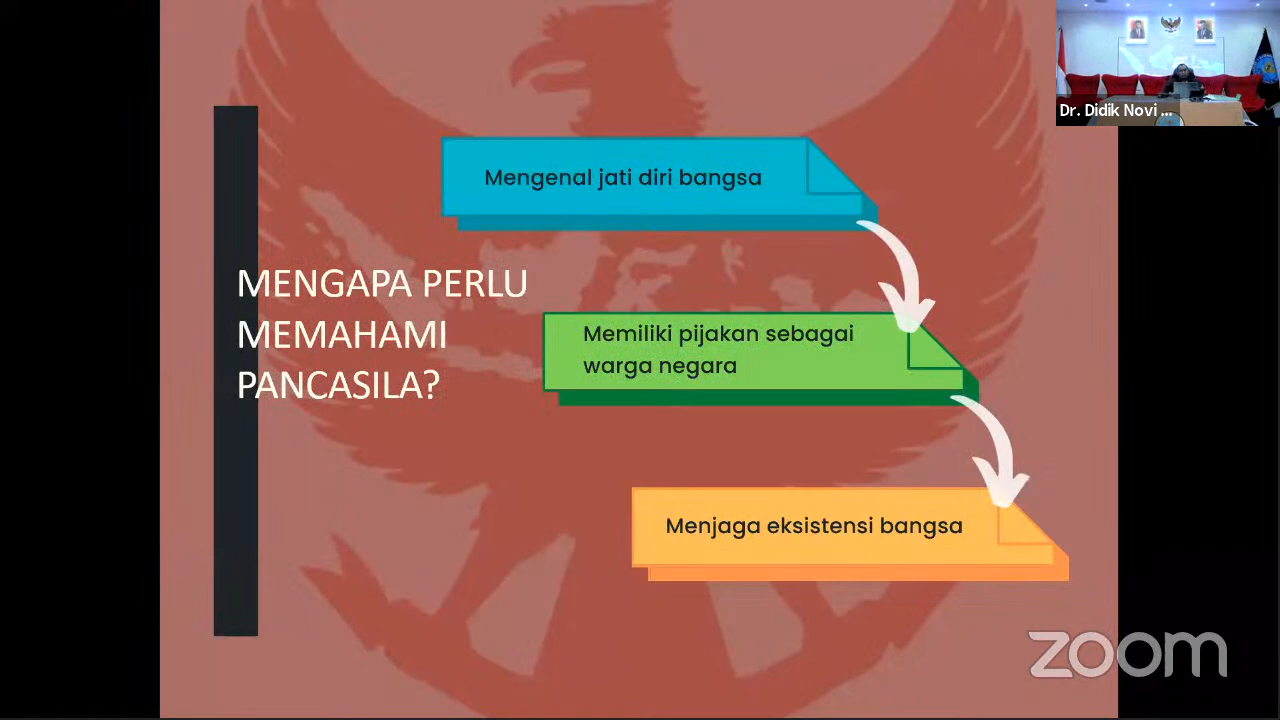 Dr. Didik Novi ...
Mengenal jati diri bangsa
MENGAPA PERLU
MEMAHAMI
PANCASILA?
Memiliki pijakan sebagai
warga negara
Menjaga eksistensi bangsa
zoom